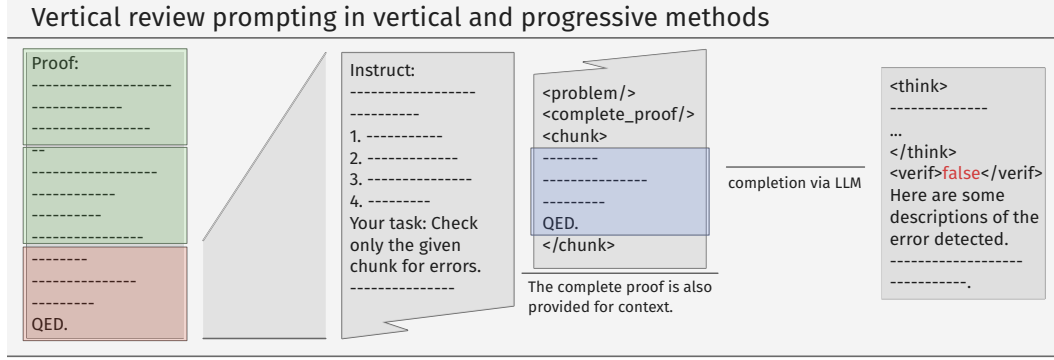 Vertical review prompting in vertical and progressive methods
Proof:
---------------------
--------------
------------------
--
-------------------
-------------
-----------
-----------------
--------
----------------
----------
QED.
Instruct:
-------------------
-----------
1. -----------
2. -------------
3. ---------------
4. ---------
Your task: Check
only the given
chunk for errors.
----------------
<problem/>
<complete_proof/>
<chunk>
--------
----------------
---------
QED.
</chunk>
The complete proof is also
provided for context.
completion via LLM
<think>
---------------
...
</think>
<verif>false</verif>
Here are some
descriptions of the
error detected.
--------------------
-----------.